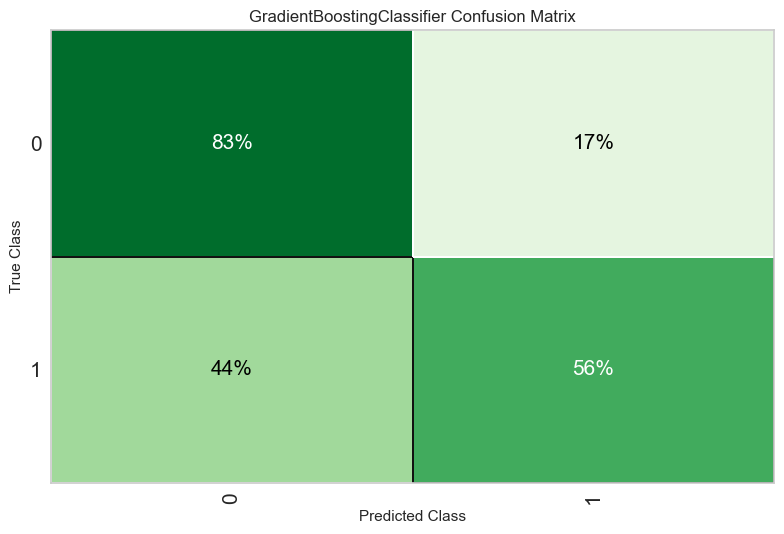 GradientBoostingClassifier Confusion Matrix
True Class
0
83%
17%
1
44%
56%
0
1
Predicted Class